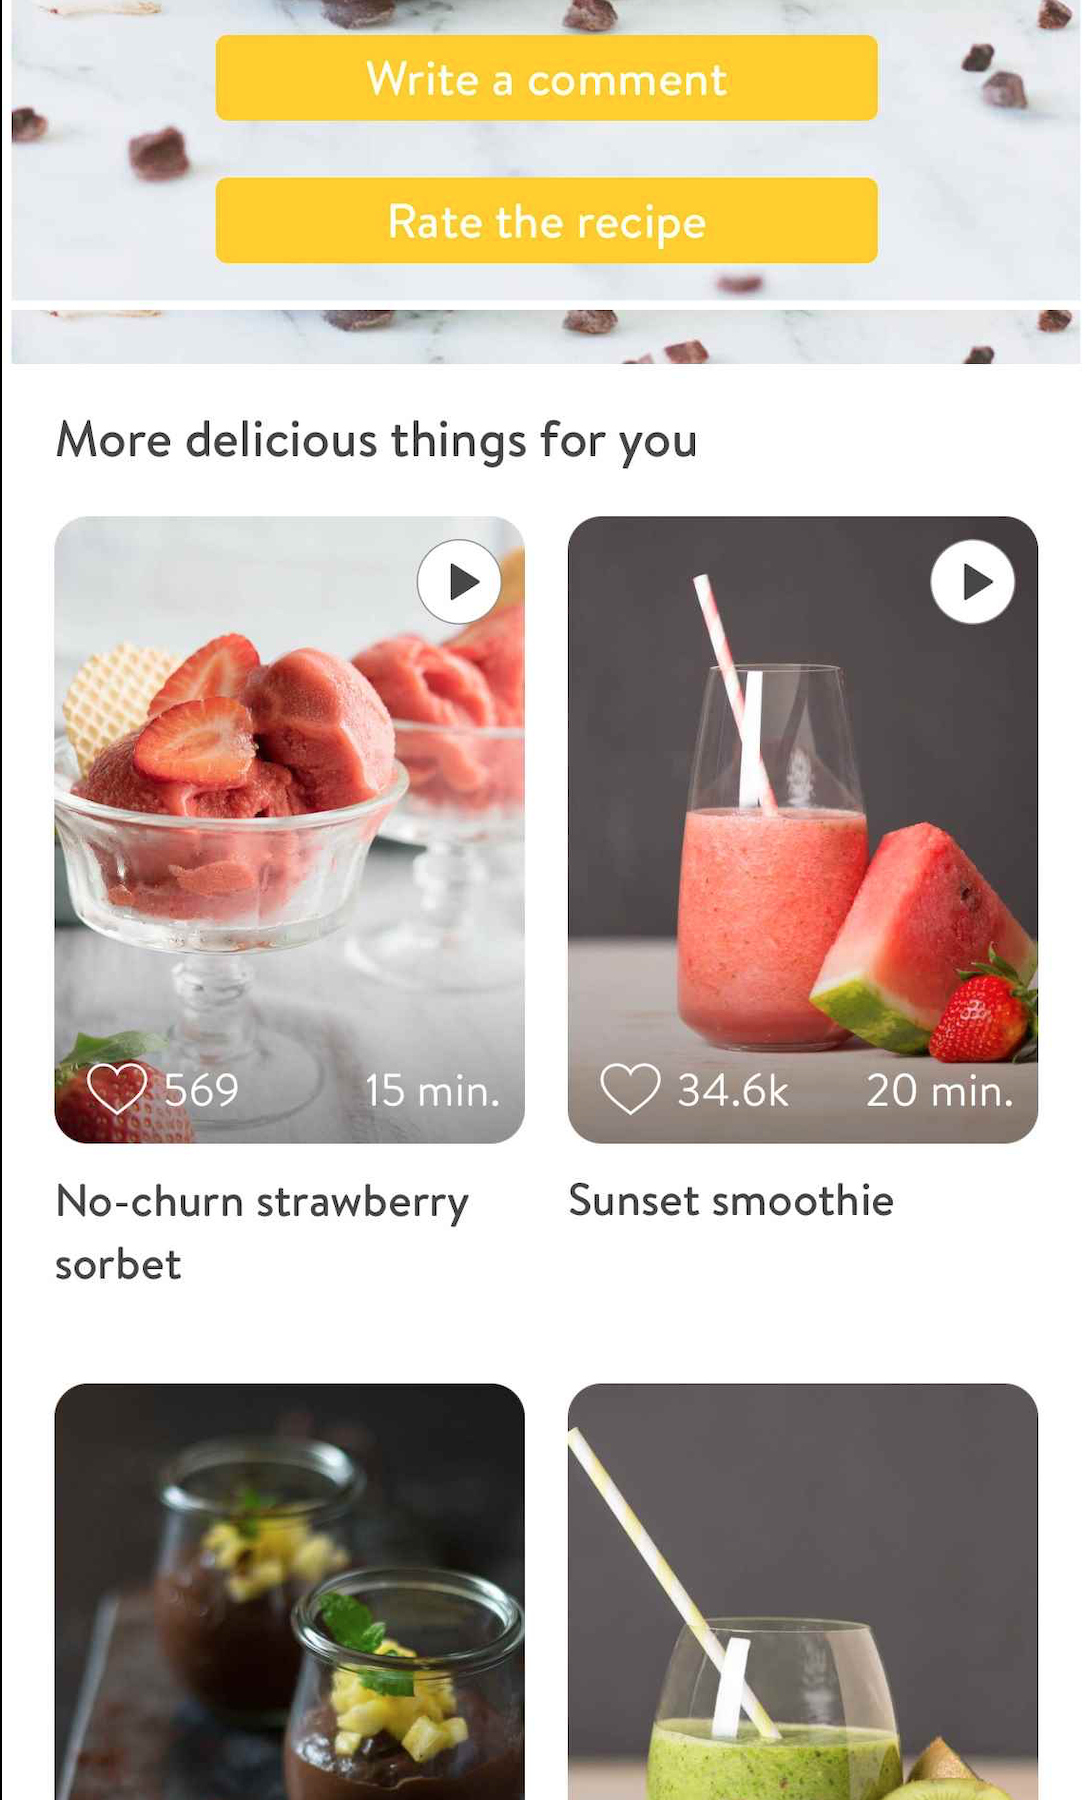 Write a comment
Rate the recipe
More delicious things for you
569
15 min.
34.6k
20 min.
No-churn strawberry
sorbet
Sunset smoothie